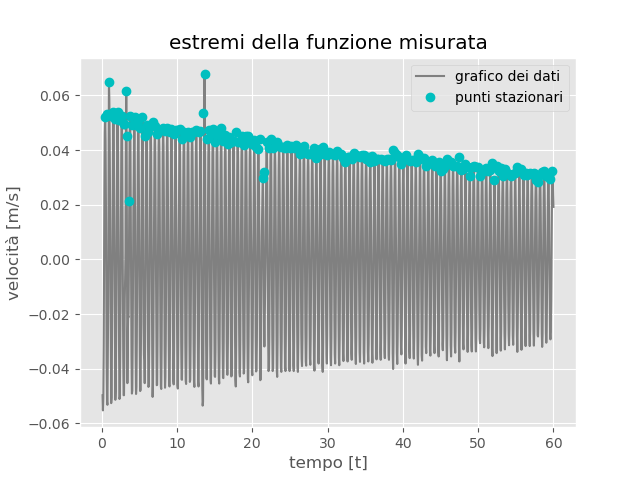 estremi della funzione misurata
grafico dei dati
punti stazionari
velocità [m/s]
0.06
0.04
0.02
0.00
−0.02
−0.04
−0.06
0 10 20 30 40 50 60
tempo [t]